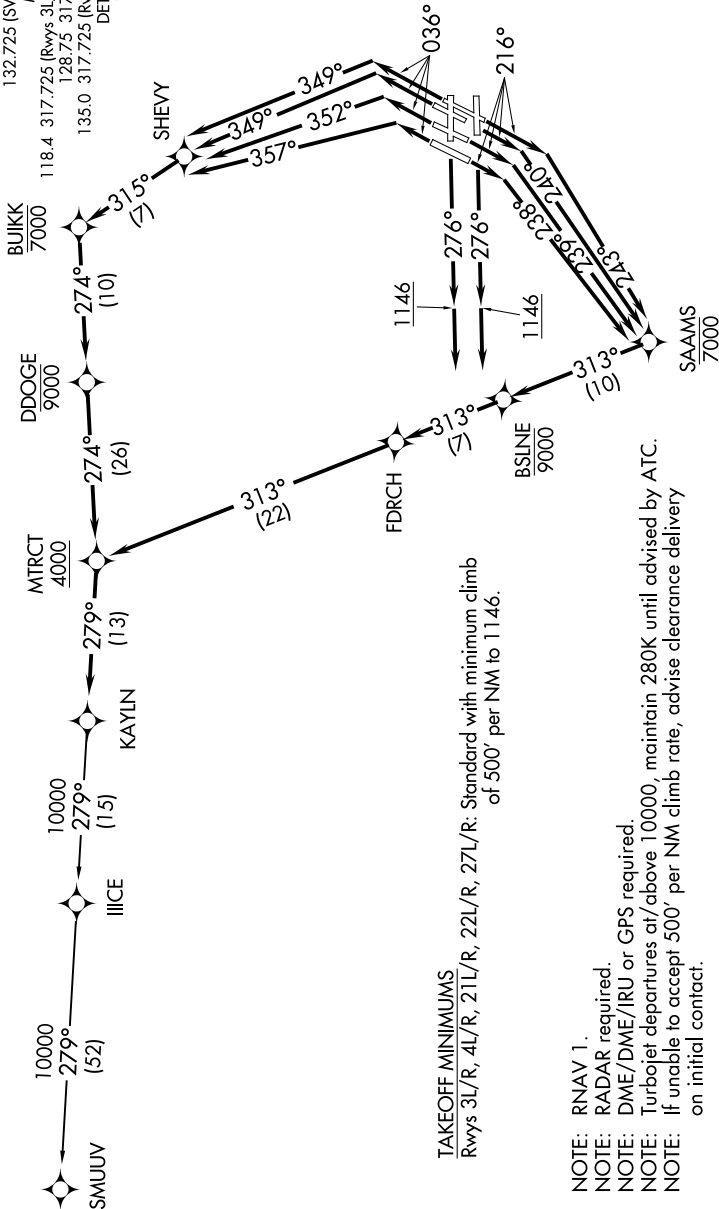 132.725 (SV
118.4 317.725 (Rwys 3L
128.75 317
135.0 317.725 (Rw
DET
SHEVY
BUIKK
7000
315°
(7)
349°
349°
352°
357°
036°
216°
274°
(10)
DDOGE
9000
274°
(26)
MTRCT
4000
279°
(13)
KAYLN
10000
279°
(15)
IIICE
10000
279°
(52)
SMUUV
276°
276°
1146
1146
240°
238°
239°
243°
SAAMS
7000
313°
(10)
BSLNE
9000
313°
(7)
FDRCH
313°
(22)
TAKEOFF MINIMUMS
Rwys 3L/R, 4L/R, 21L/R, 22L/R, 27L/R: Standard with minimum climb
of 500' per NM to 1146.
NOTE: RNAV 1.
NOTE: RADAR required.
NOTE: DME/DME/IRU or GPS required.
NOTE: Turbojet departures at/above 10000, maintain 280K until advised by ATC.
NOTE: If unable to accept 500' per NM climb rate, advise clearance delivery
on initial contact.